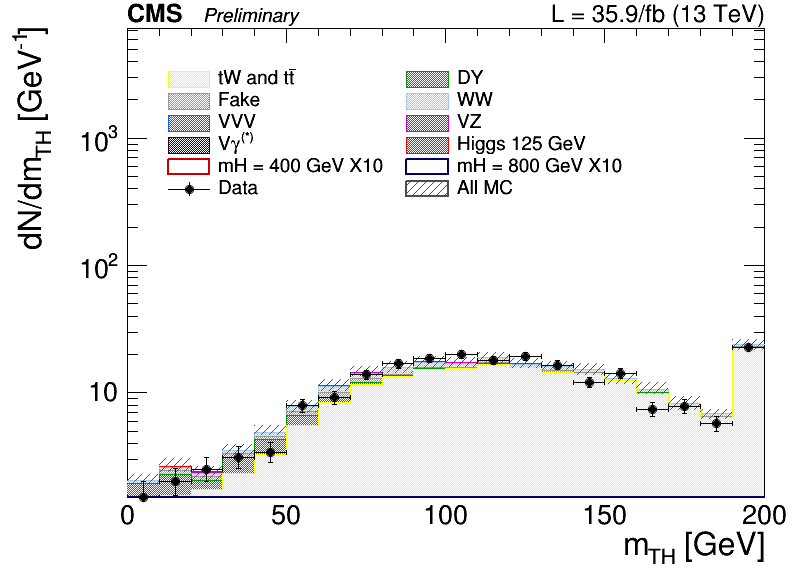 CMS Preliminary L = 35.9/fb (13 TeV)
dN/dm_TH [GeV⁻¹]
tW and tt̄ DY
Fake WW
VVV VZ
Vγ⁽*⁾ Higgs 125 GeV
mH = 400 GeV X10 mH = 800 GeV X10
Data All MC
10³
10²
10
0 50 100 150 200
m_TH [GeV]